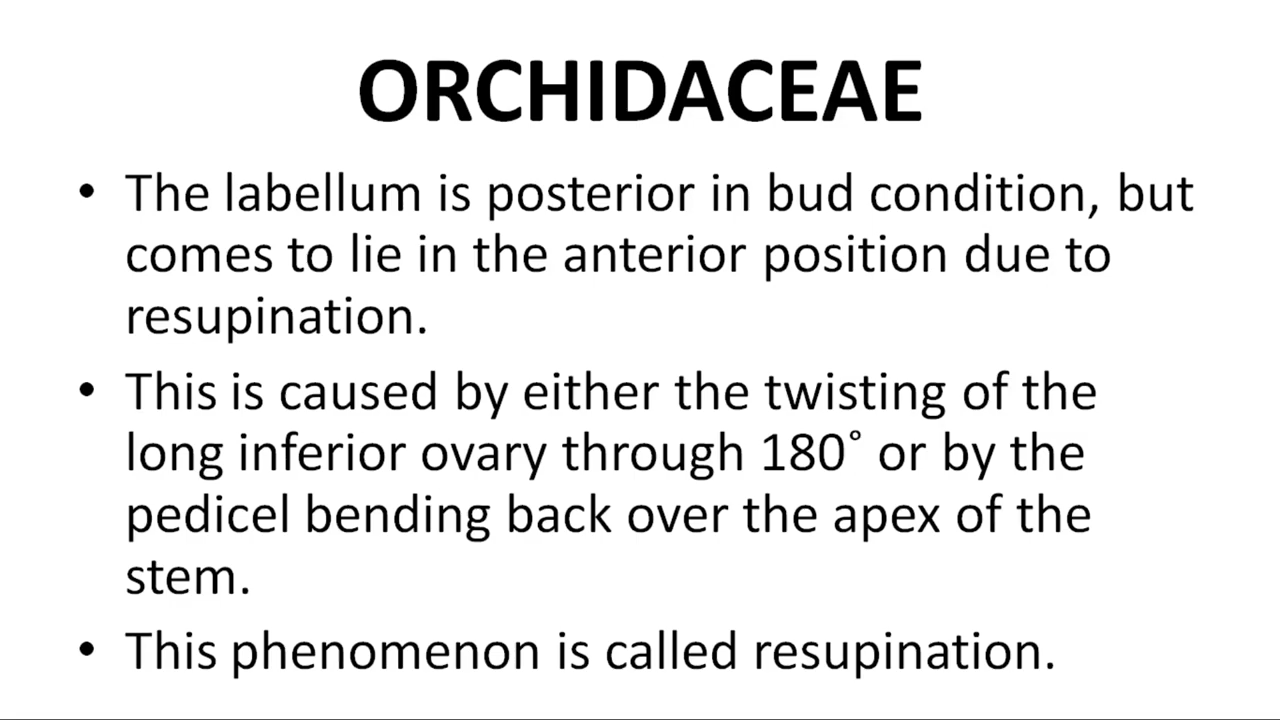 ORCHIDACEAE
• The labellum is posterior in bud condition, but
comes to lie in the anterior position due to
resupination.
• This is caused by either the twisting of the
long inferior ovary through 180˚ or by the
pedicel bending back over the apex of the
stem.
• This phenomenon is called resupination.